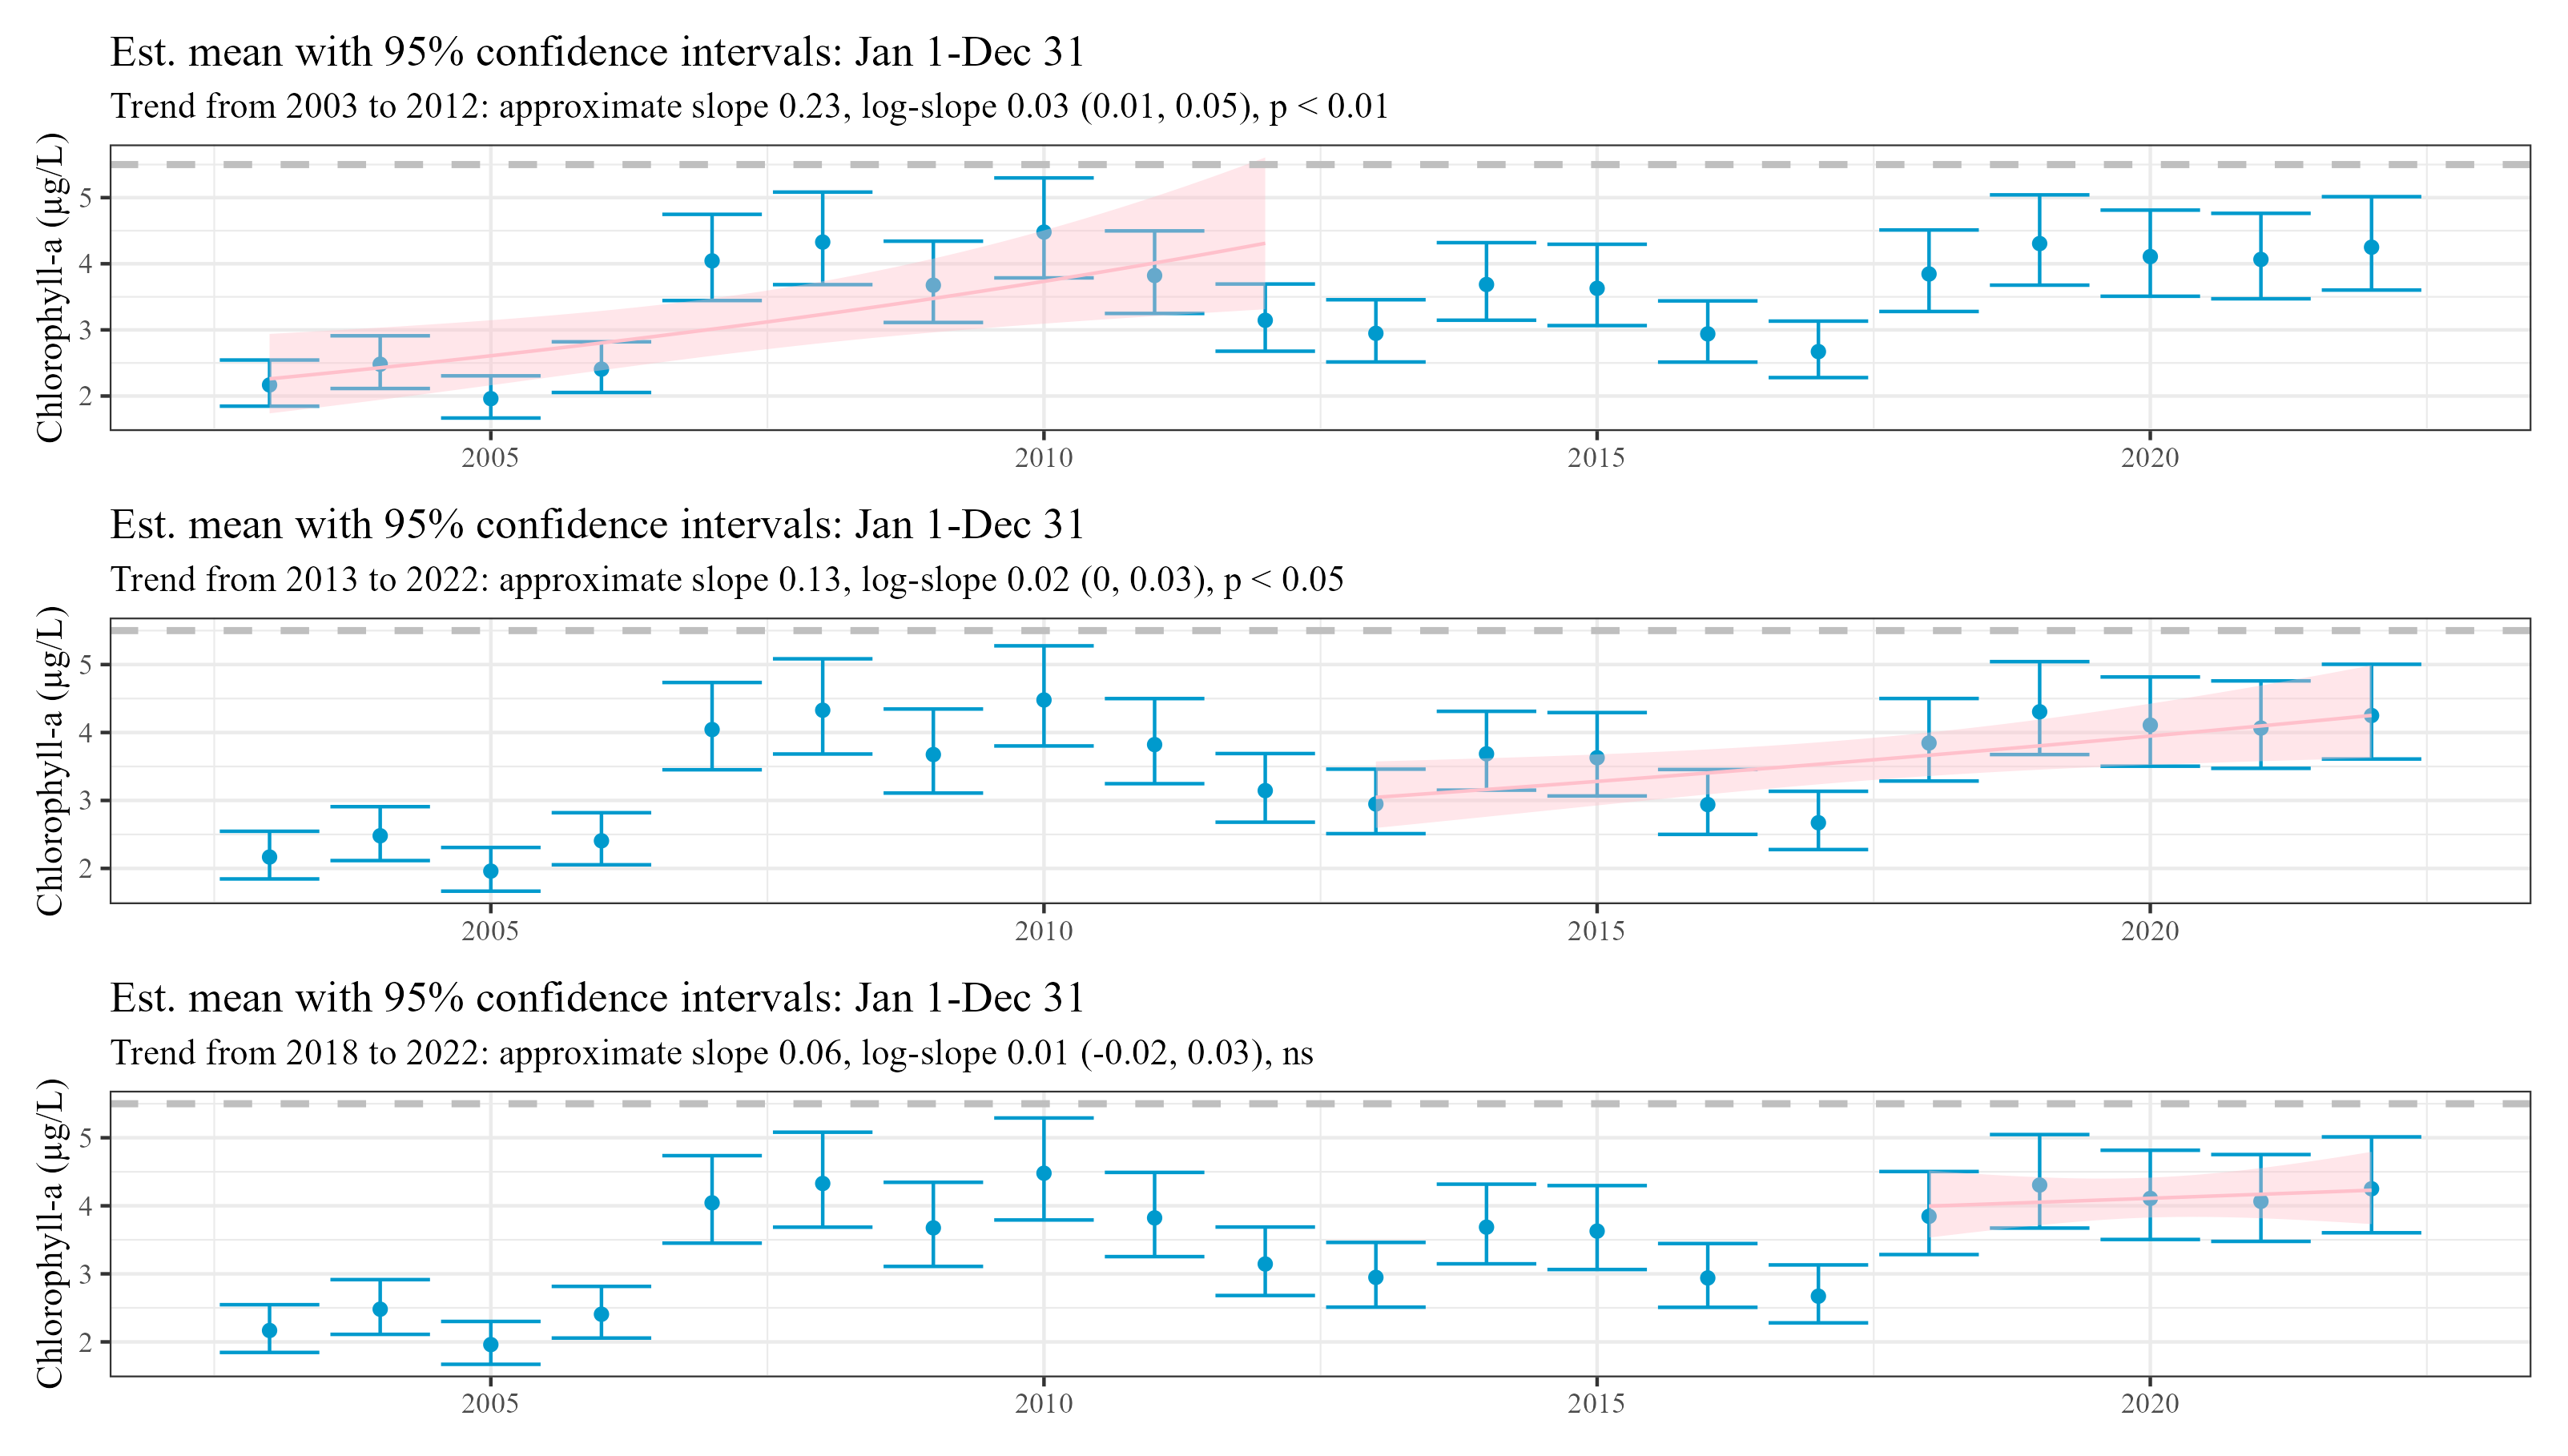 Est. mean with 95% confidence intervals: Jan 1-Dec 31
Trend from 2003 to 2012: approximate slope 0.23, log-slope 0.03 (0.01, 0.05), p < 0.01
Chlorophyll-a (μg/L)
5
4
3
2
2005 2010 2015 2020
Est. mean with 95% confidence intervals: Jan 1-Dec 31
Trend from 2013 to 2022: approximate slope 0.13, log-slope 0.02 (0, 0.03), p < 0.05
Chlorophyll-a (μg/L)
5
4
3
2
2005 2010 2015 2020
Est. mean with 95% confidence intervals: Jan 1-Dec 31
Trend from 2018 to 2022: approximate slope 0.06, log-slope 0.01 (-0.02, 0.03), ns
Chlorophyll-a (μg/L)
5
4
3
2
2005 2010 2015 2020